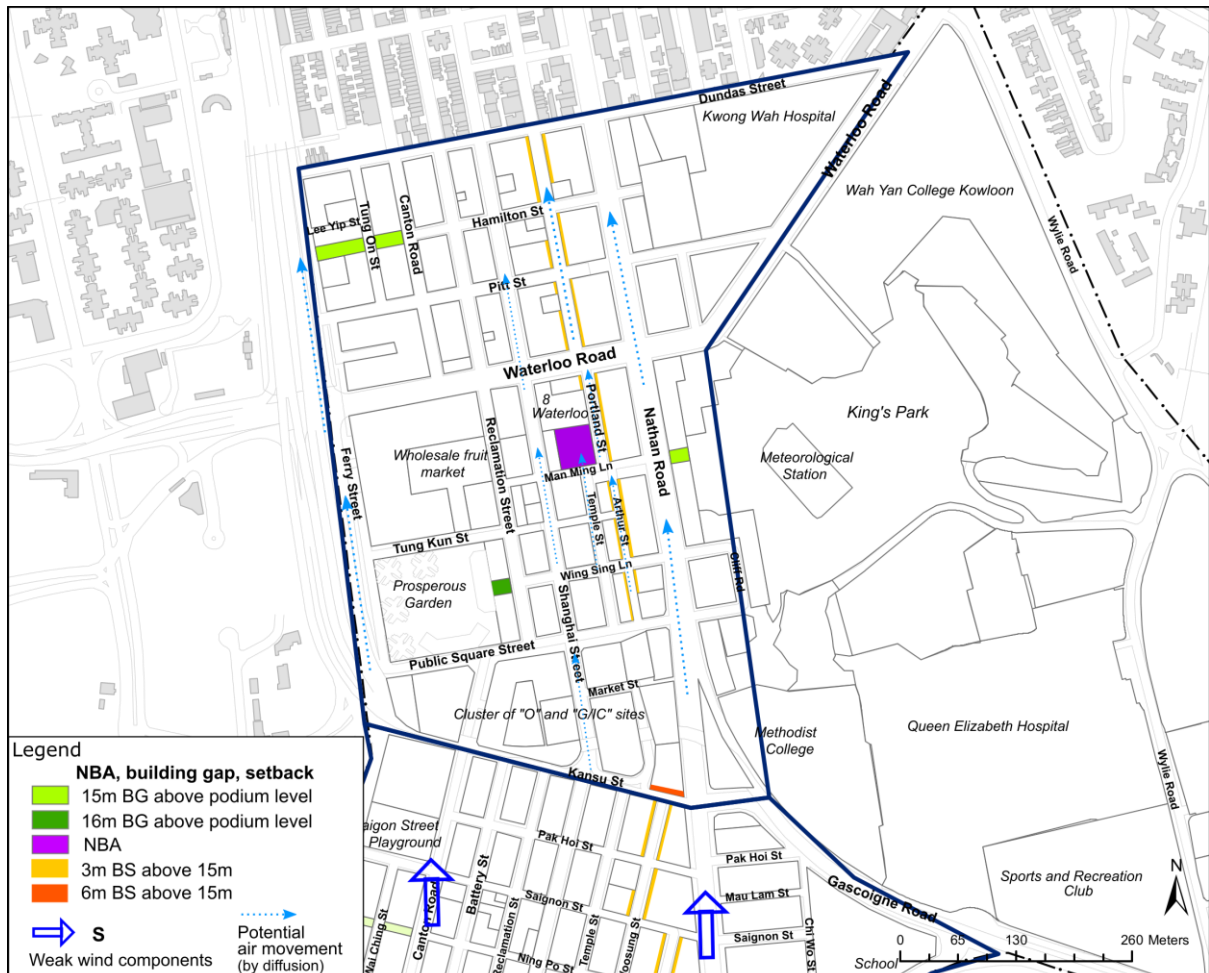 Dundas Street
Kwong Wah Hospital
Waterloo Road
Wah Yan College Kowloon
Wylie Road
Lee Yip St
Tung On St
Canton Road
Hamilton St
Pitt St
Waterloo Road
8
Waterloo
Portland St
Nathan Road
King's Park
Meteorological
Station
Reclamation Street
Wholesale fruit
market
Man Ming Ln
Ferry Street
Temple St
Arthur St
Tung Kun St
Wing Sing Ln
Cliff Rd
Prosperous
Garden
Shanghai Street
Public Square Street
Market St
Cluster of "O" and "G/IC" sites
Methodist
College
Queen Elizabeth Hospital
Wylie Road
Kansu St
Legend
NBA, building gap, setback
15m BG above podium level
16m BG above podium level
NBA
3m BS above 15m
6m BS above 15m
S
Weak wind components
Potential
air movement
(by diffusion)
aigon Street
Playground
Pak Hoi St
Pak Hoi St
Battery St
Canton Road
Saigon St
Mau Lam St
Saignon St
Wai Ching St
Reclamation St
Temple St
Woosung St
Ning Po St
Chi Wo St
Gascoigne Road
Sports and Recreation
Club
N
0 65 130 260 Meters
School